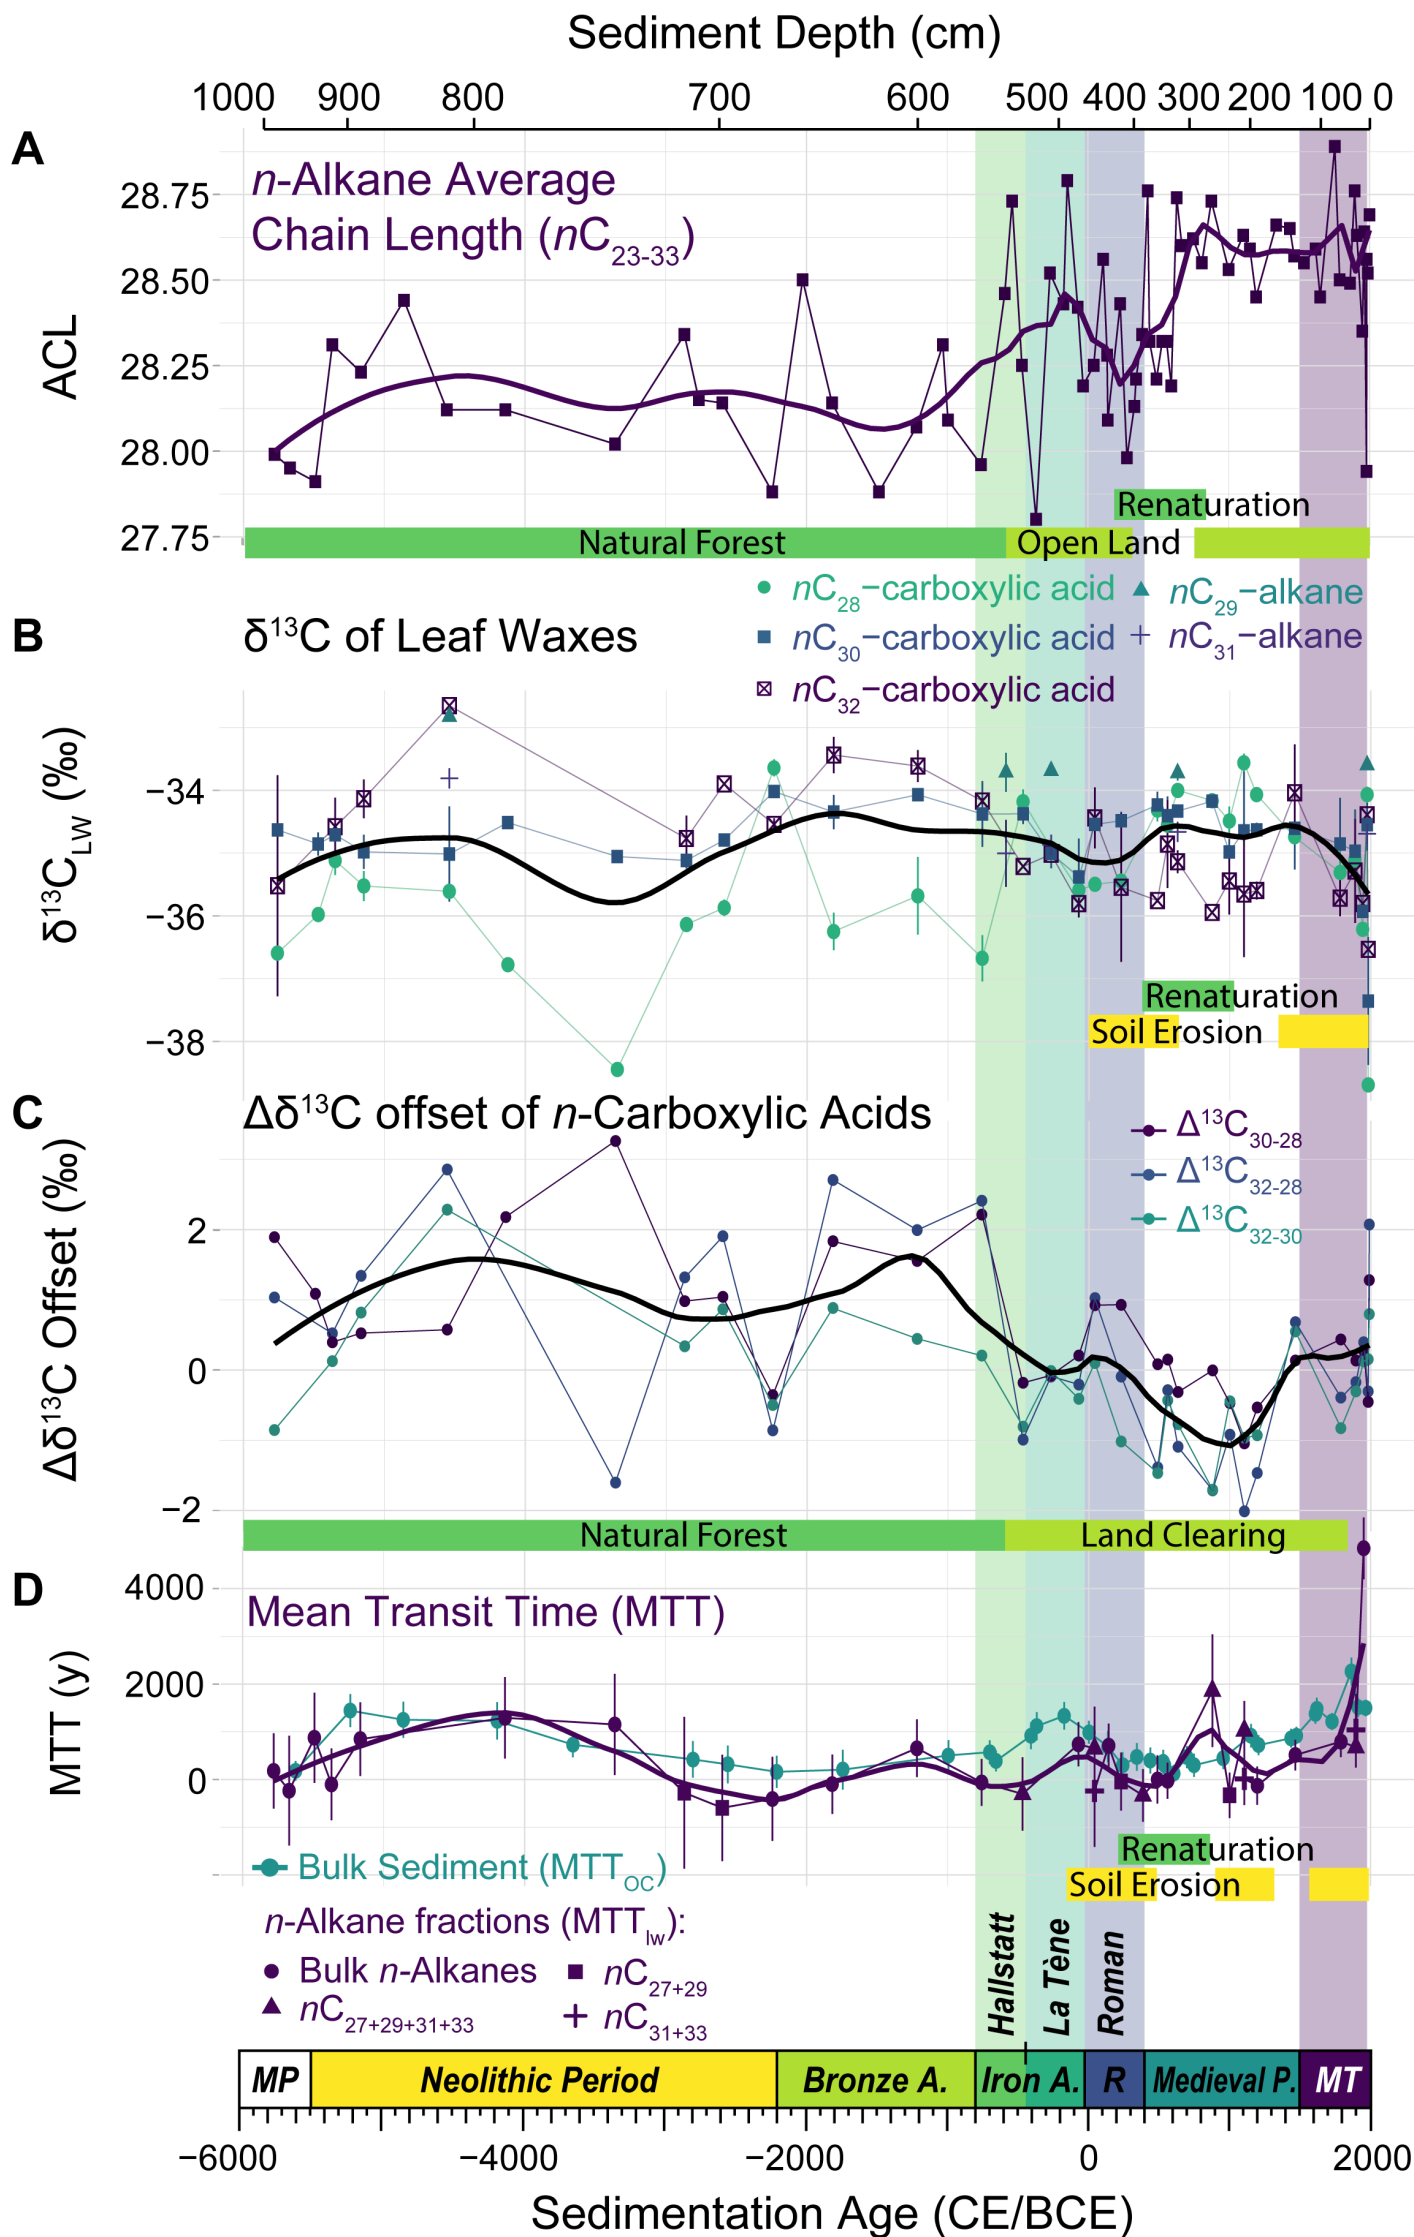 Sediment Depth (cm)
1000 900 800 700 600 500 400 300 200 100 0
A
n-Alkane Average
Chain Length (nC23-33)
ACL
28.75
28.50
28.25
28.00
27.75
Renaturation
Natural Forest
Open Land
nC28−carboxylic acid
nC29−alkane
B
δ13C of Leaf Waxes
nC30−carboxylic acid
nC31−alkane
nC32−carboxylic acid
δ13CLW (‰)
−34
−36
−38
Renaturation
Soil Erosion
C
Δδ13C offset of n-Carboxylic Acids
Δ13C30-28
Δ13C32-28
Δ13C32-30
Δδ13C Offset (‰)
2
0
−2
Natural Forest
Land Clearing
D
Mean Transit Time (MTT)
MTT (y)
4000
2000
0
Renaturation
Soil Erosion
Bulk Sediment (MTTOC)
n-Alkane fractions (MTTlw):
Bulk n-Alkanes
nC27+29
nC27+29+31+33
nC31+33
Hallstatt
La Tène
Roman
MP Neolithic Period Bronze A. Iron A. R Medieval P. MT
−6000 −4000 −2000 0 2000
Sedimentation Age (CE/BCE)